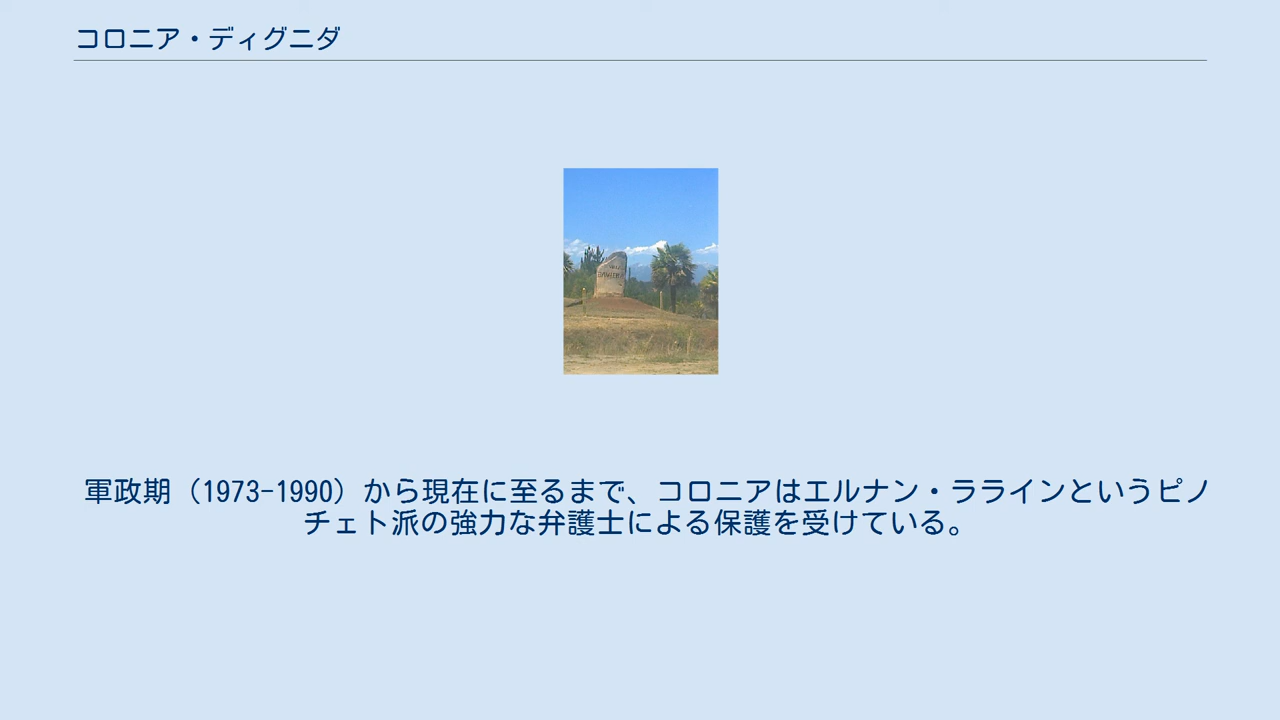 コロニア・ディグニダ
軍政期（1973-1990）から現在に至るまで、コロニアはエルナン・ララインというピノ
チェト派の強力な弁護士による保護を受けている。